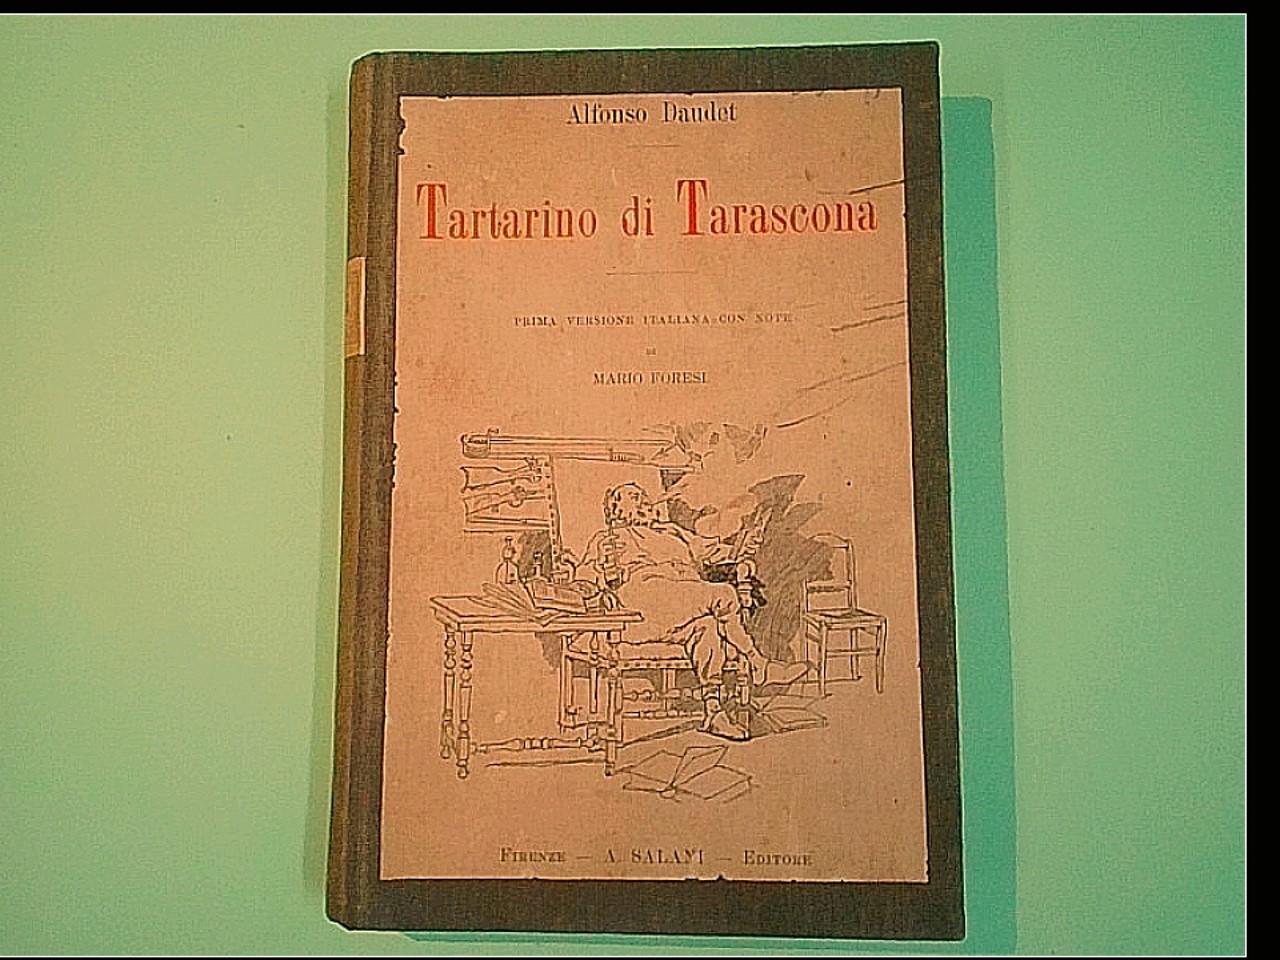 Alfonso Daudet
Tartarino di Tarascona
PRIMA VERSIONE ITALIANA CON NOTE
DI
MARIO FORESI
FIRENZE — A. SALANI — EDITORE